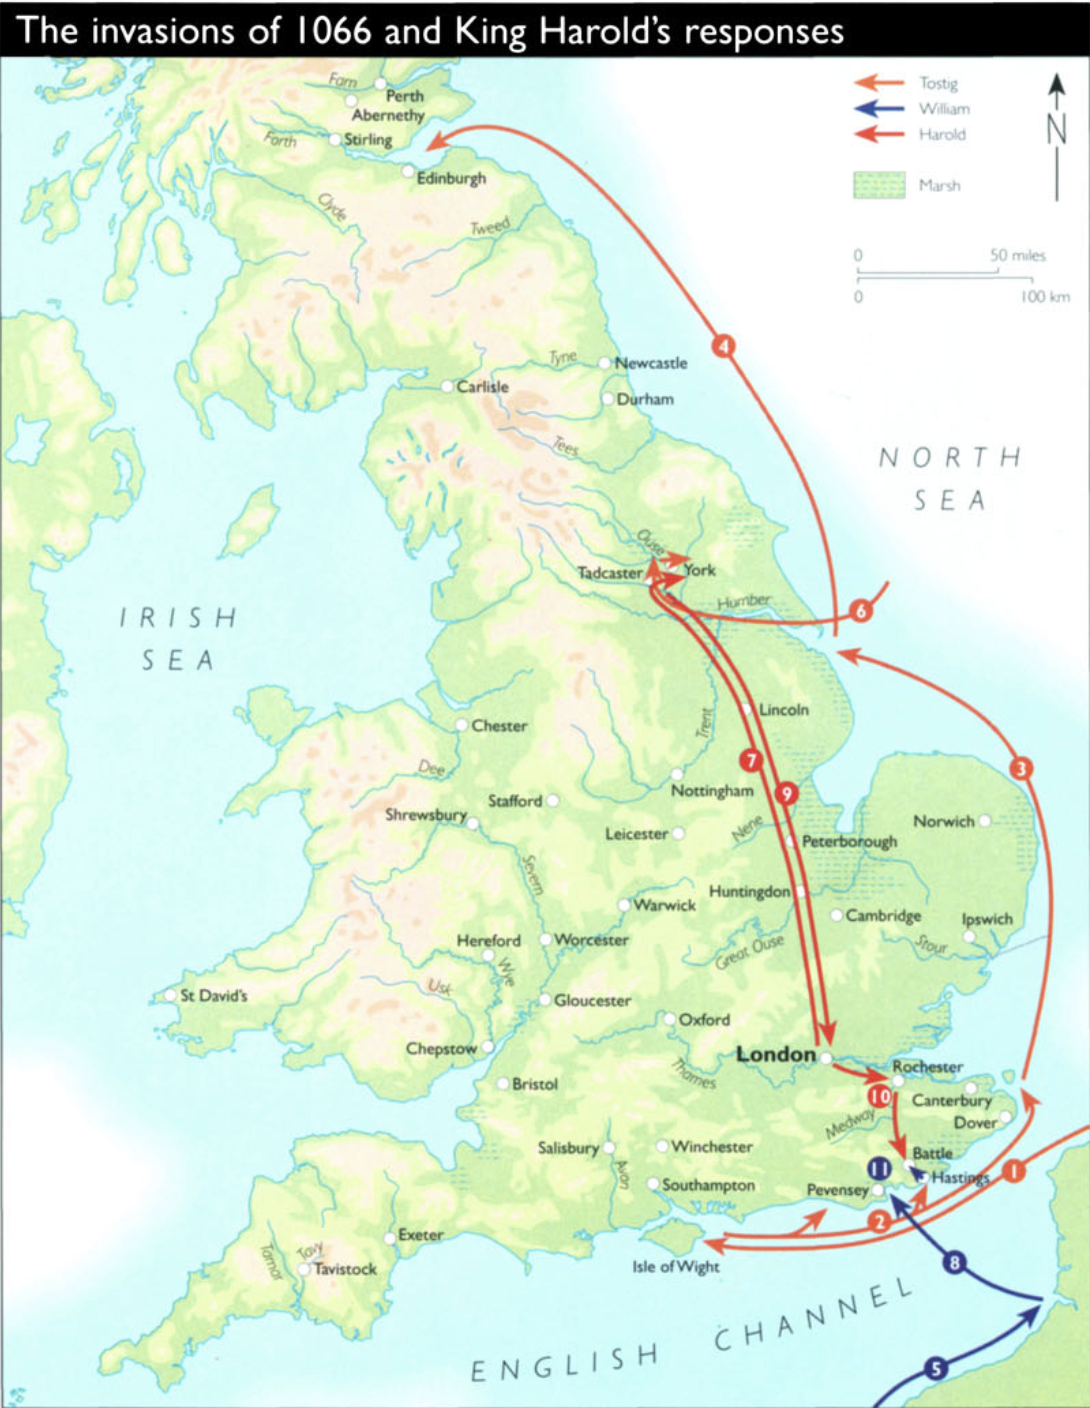 The invasions of 1066 and King Harold's responses
Tostig
William
Harold
Marsh
N
0
50 miles
0
100 km
Farn
Perth
Abernethy
Forth
Stirling
Edinburgh
Clyde
Tweed
4
Tyne
Newcastle
Carlisle
Durham
Tees
NORTH
SEA
Ouse
Tadcaster
York
Humber
6
IRISH
SEA
3
Lincoln
Trent
Chester
Dee
7
9
Nottingham
Stafford
Shrewsbury
Leicester
Nene
Norwich
Peterborough
Severn
Huntingdon
Warwick
Cambridge
Ipswich
Hereford
Worcester
Great Ouse
Stour
Wye
Usk
St David's
Gloucester
Oxford
Chepstow
London
Rochester
Thames
Bristol
10
Canterbury
Dover
Medway
Salisbury
Winchester
Battle
11
Hastings
1
Avon
Southampton
Pevensey
2
Exeter
Tamar
Tavy
Tavistock
Isle of Wight
8
ENGLISH CHANNEL
5